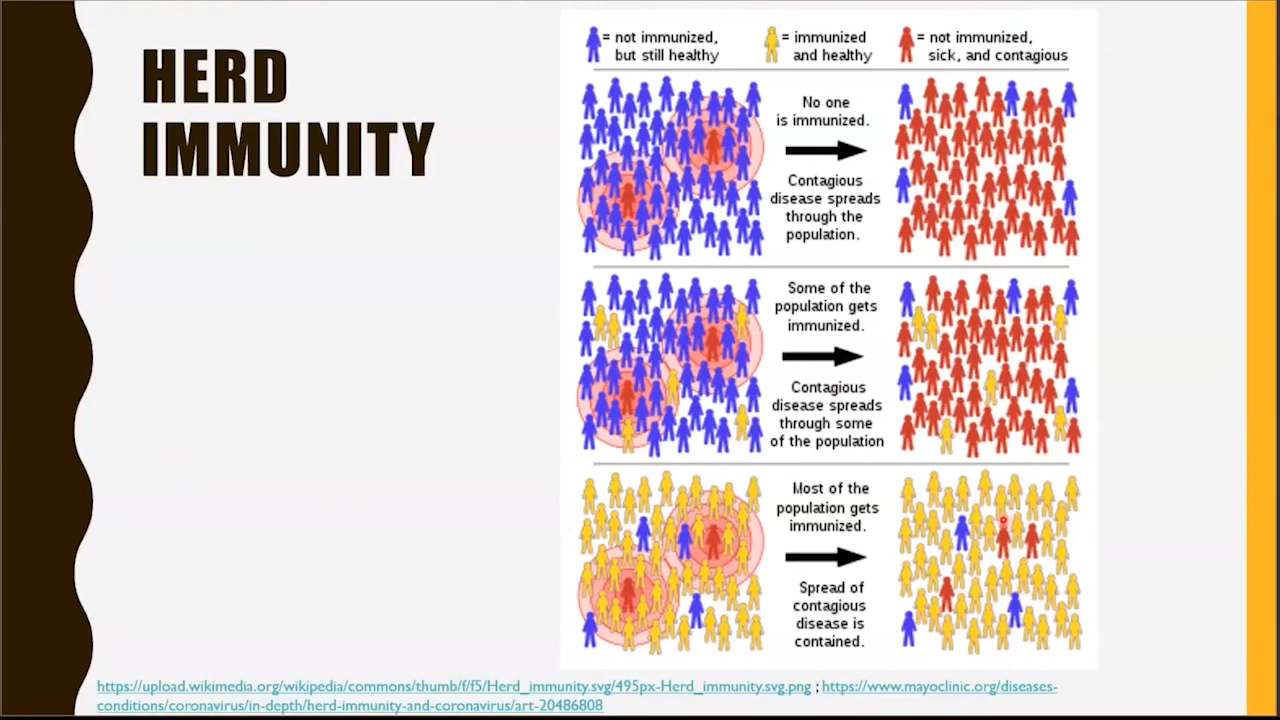 HERD
IMMUNITY
= not immunized,
but still healthy
= immunized
and healthy
= not immunized,
sick, and contagious
No one
is immunized.
Contagious
disease spreads
through the
population.
Some of the
population gets
immunized.
Contagious
disease spreads
through some
of the population
Most of the
population gets
immunized.
Spread of
contagious
disease is
contained.
https://upload.wikimedia.org/wikipedia/commons/thumb/f/f5/Herd_immunity.svg/495px-Herd_immunity.svg.png ; https://www.mayoclinic.org/diseases-
conditions/coronavirus/in-depth/herd-immunity-and-coronavirus/art-20486808